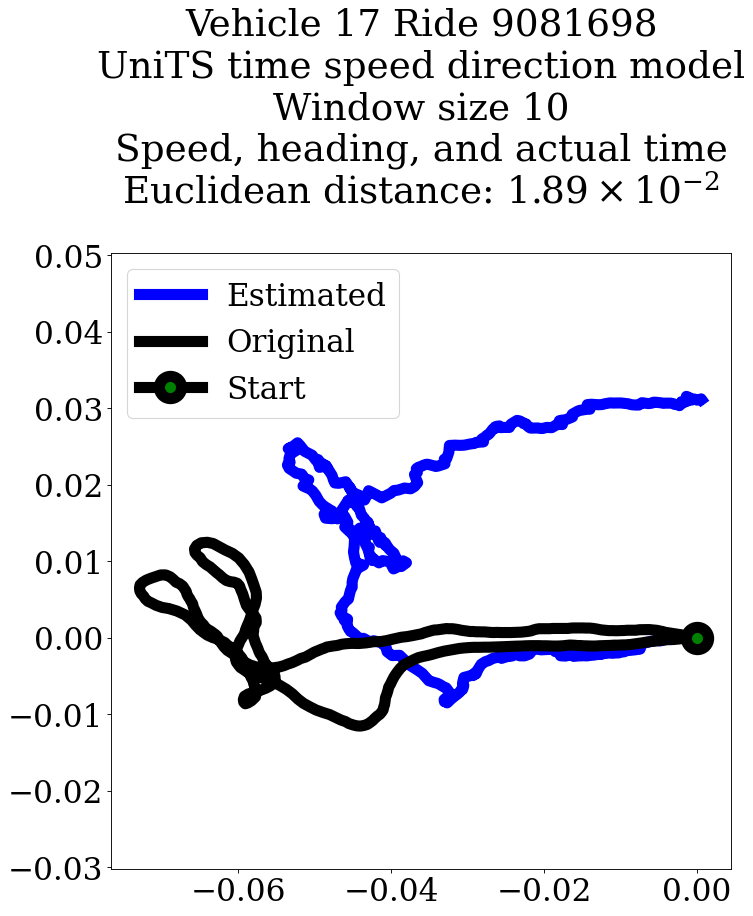 Vehicle 17 Ride 9081698
UniTS time speed direction model
Window size 10
Speed, heading, and actual time
Euclidean distance: 1.89 × 10⁻²
0.05
0.04
0.03
0.02
0.01
0.00
−0.01
−0.02
−0.03
Estimated
Original
Start
−0.06
−0.04
−0.02
0.00